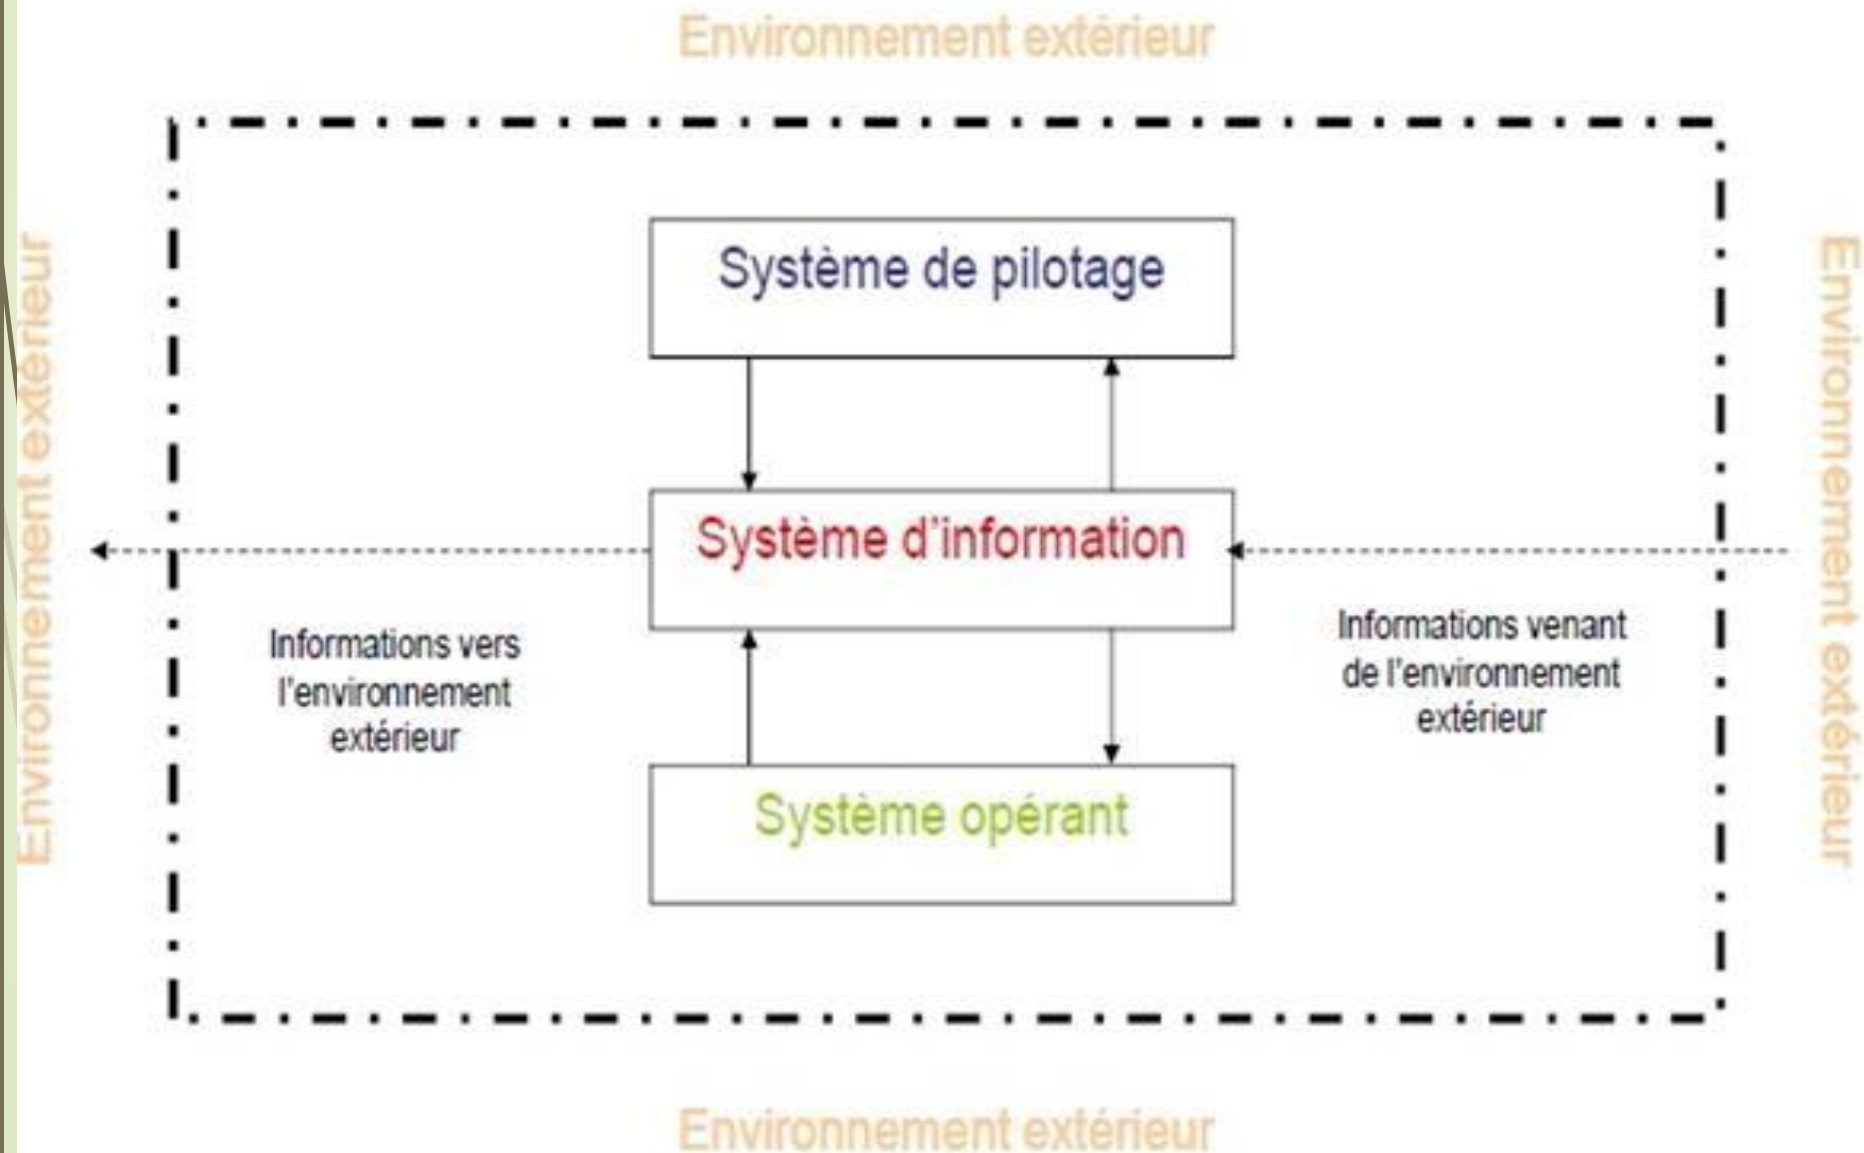 Environnement extérieur
Environnement extérieur
Système de pilotage
Environnement extérieur
Système d'information
Informations vers
l'environnement
extérieur
Informations venant
de l'environnement
extérieur
Système opérant
Environnement extérieur